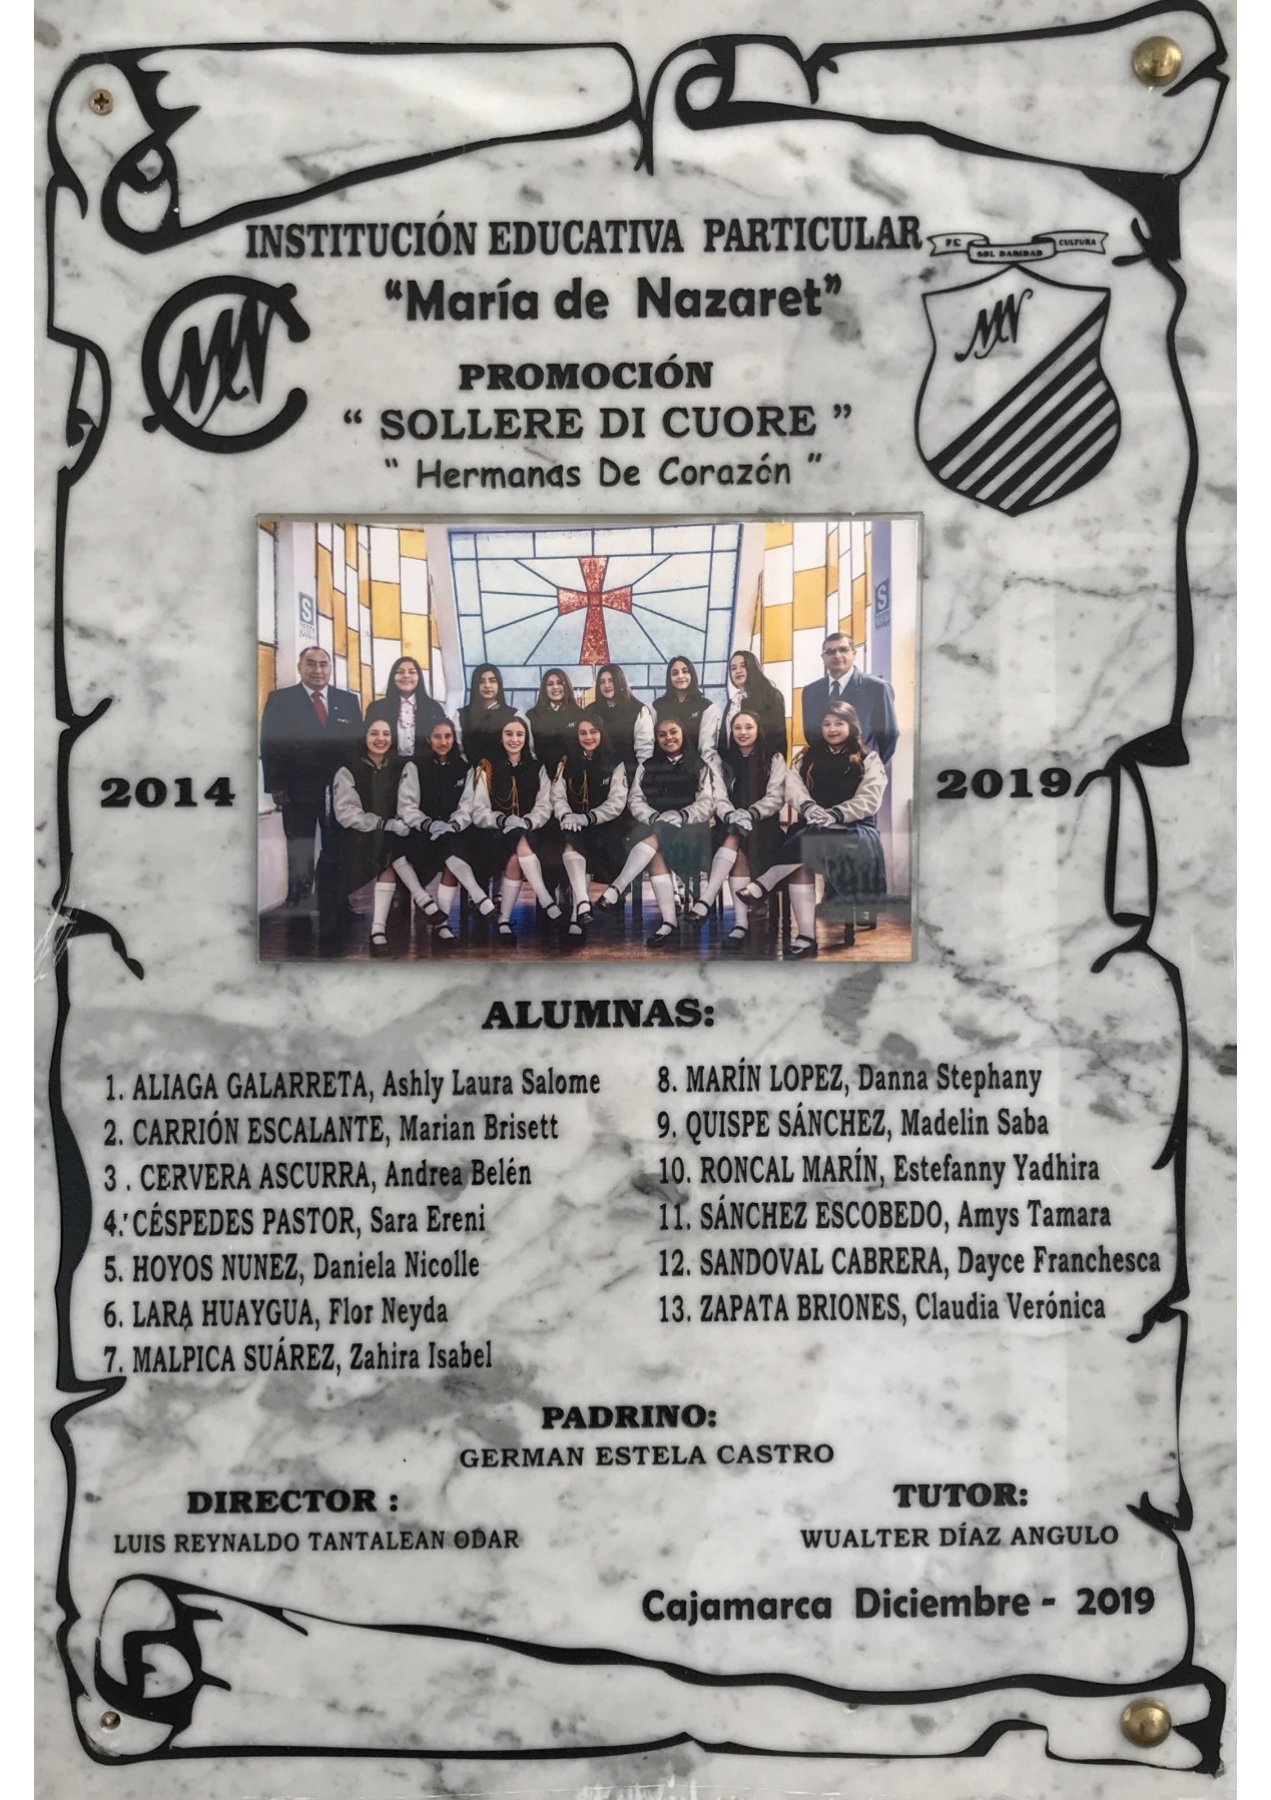 INSTITUCIÓN EDUCATIVA PARTICULAR
FE SOLIDARIDAD CULTURA
“María de Nazaret”
MN
MN
PROMOCIÓN
“ SOLLERE DI CUORE ”
“ Hermanas De Corazón ”
S
S
2014
2019
ALUMNAS:
1. ALIAGA GALARRETA, Ashly Laura Salome
2. CARRIÓN ESCALANTE, Marian Brisett
3 . CERVERA ASCURRA, Andrea Belén
4. CÉSPEDES PASTOR, Sara Ereni
5. HOYOS NUNEZ, Daniela Nicolle
6. LARA HUAYGUA, Flor Neyda
7. MALPICA SUÁREZ, Zahira Isabel
8. MARÍN LOPEZ, Danna Stephany
9. QUISPE SÁNCHEZ, Madelin Saba
10. RONCAL MARÍN, Estefanny Yadhira
11. SÁNCHEZ ESCOBEDO, Amys Tamara
12. SANDOVAL CABRERA, Dayce Franchesca
13. ZAPATA BRIONES, Claudia Verónica
PADRINO:
GERMAN ESTELA CASTRO
DIRECTOR :
LUIS REYNALDO TANTALEAN ODAR
TUTOR:
WUALTER DÍAZ ANGULO
Cajamarca Diciembre - 2019